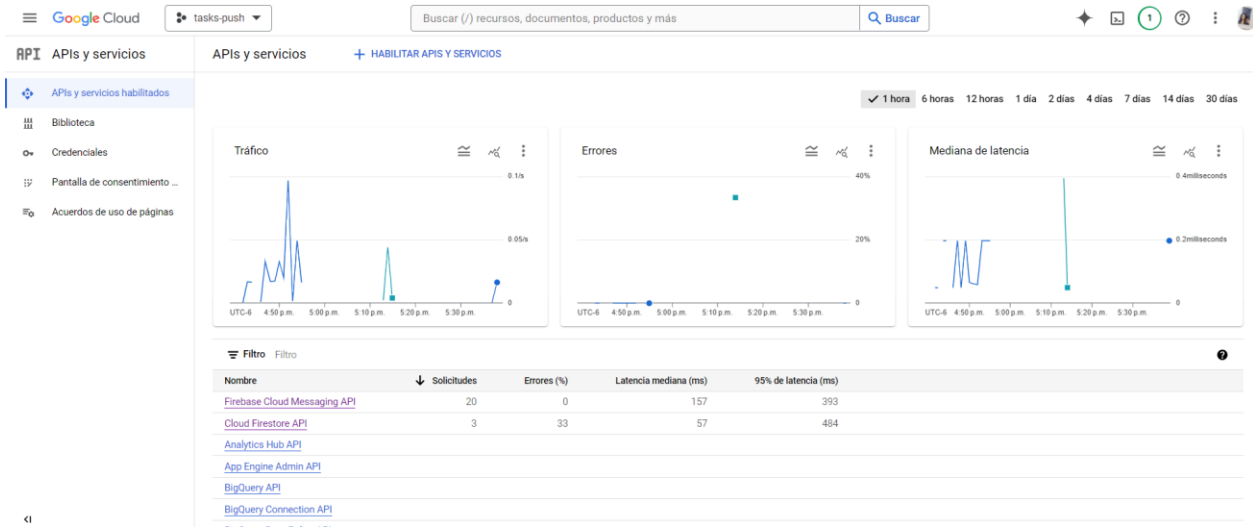 Google Cloud
tasks-push
Buscar (/) recursos, documentos, productos y más
Buscar
1
API APIs y servicios
APIs y servicios
HABILITAR APIS Y SERVICIOS
APIs y servicios habilitados
Biblioteca
Credenciales
Pantalla de consentimiento ...
Acuerdos de uso de páginas
1 hora 6 horas 12 horas 1 día 2 días 4 días 7 días 14 días 30 días
Tráfico
0.1/s
0.05/s
0
UTC-6 4:50 p.m. 5:00 p.m. 5:10 p.m. 5:20 p.m. 5:30 p.m.
Errores
40%
20%
0
UTC-6 4:50 p.m. 5:00 p.m. 5:10 p.m. 5:20 p.m. 5:30 p.m.
Mediana de latencia
0.4milliseconds
0.2milliseconds
0
UTC-6 4:50 p.m. 5:00 p.m. 5:10 p.m. 5:20 p.m. 5:30 p.m.
Filtro Filtro
Nombre Solicitudes Errores (%) Latencia mediana (ms) 95% de latencia (ms)
Firebase Cloud Messaging API 20 0 157 393
Cloud Firestore API 3 33 57 484
Analytics Hub API
App Engine Admin API
BigQuery API
BigQuery Connection API